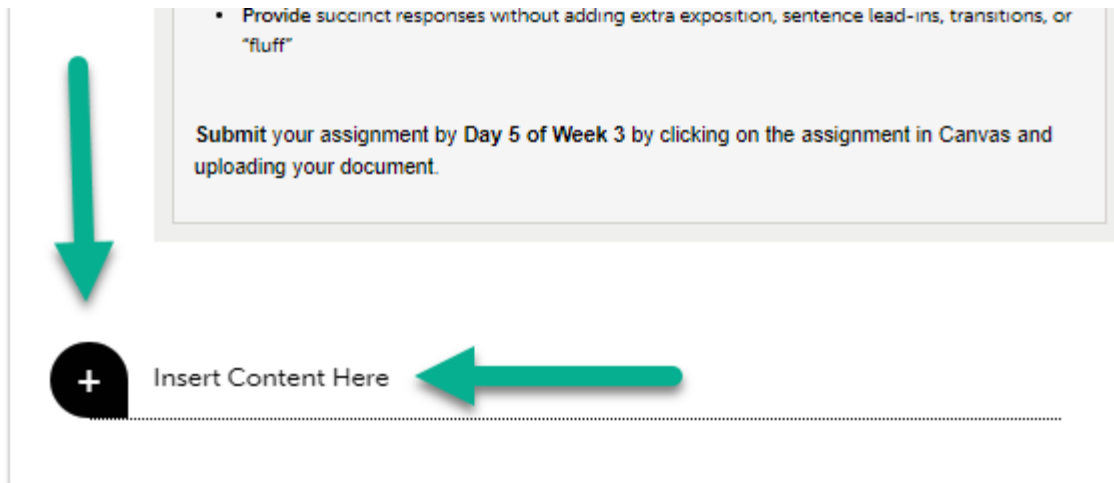 • Provide succinct responses without adding extra exposition, sentence lead-ins, transitions, or
“fluff”
Submit your assignment by Day 5 of Week 3 by clicking on the assignment in Canvas and
uploading your document.
+ Insert Content Here